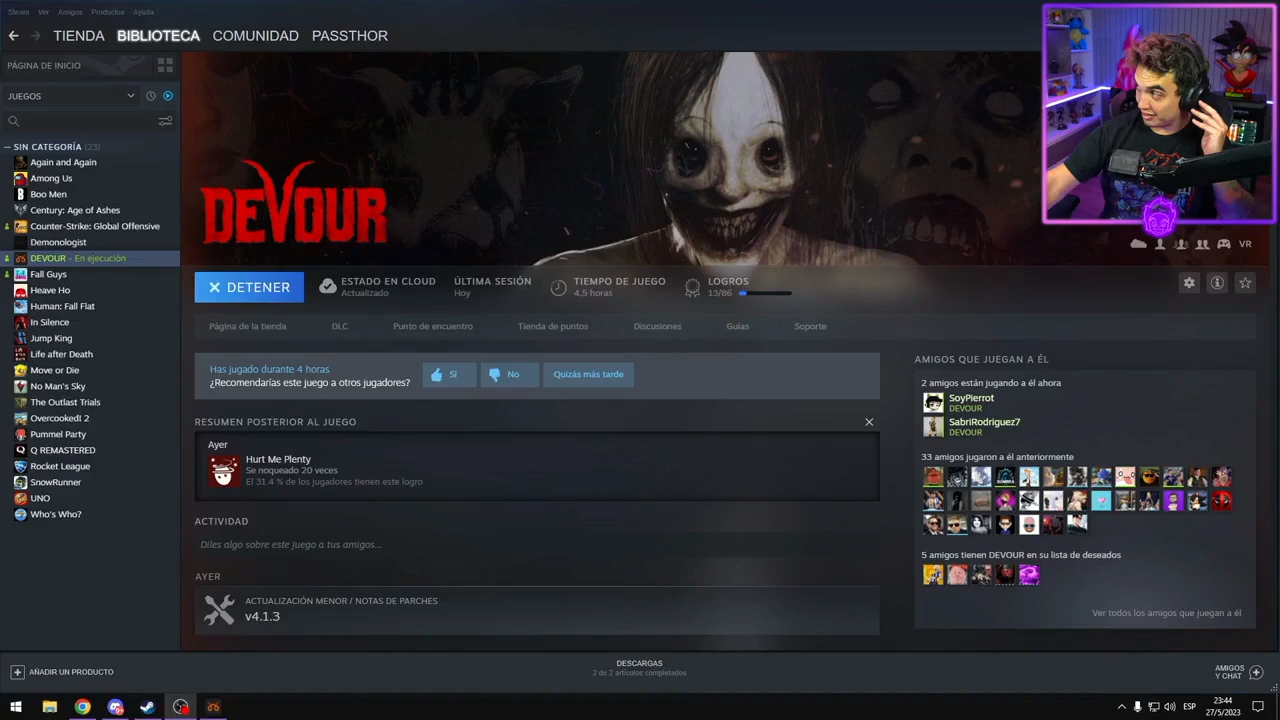 Steam Ver Amigos Productos Ayuda
TIENDA BIBLIOTECA COMUNIDAD PASSTHOR
PÁGINA DE INICIO
JUEGOS
SIN CATEGORÍA (23)
Again and Again
Among Us
Boo Men
Century: Age of Ashes
Counter-Strike: Global Offensive
Demonologist
DEVOUR - En ejecución
Fall Guys
Heave Ho
Human: Fall Flat
In Silence
Jump King
Life after Death
Move or Die
No Man's Sky
The Outlast Trials
Overcooked! 2
Pummel Party
Q REMASTERED
Rocket League
SnowRunner
UNO
Who's Who?
DEVOUR
VR
DETENER
ESTADO EN CLOUD
Actualizado
ÚLTIMA SESIÓN
Hoy
TIEMPO DE JUEGO
4,5 horas
LOGROS
13/86
Página de la tienda DLC Punto de encuentro Tienda de puntos Discusiones Guías Soporte
Has jugado durante 4 horas
¿Recomendarías este juego a otros jugadores?
Sí No Quizás más tarde
RESUMEN POSTERIOR AL JUEGO
Ayer
Hurt Me Plenty
Se noqueado 20 veces
El 31.4 % de los jugadores tienen este logro
ACTIVIDAD
Diles algo sobre este juego a tus amigos...
AYER
ACTUALIZACIÓN MENOR / NOTAS DE PARCHES
v4.1.3
AMIGOS QUE JUEGAN A ÉL
2 amigos están jugando a él ahora
SoyPierrot
DEVOUR
SabriRodriguez7
DEVOUR
33 amigos jugaron a él anteriormente
5 amigos tienen DEVOUR en su lista de deseados
Ver todos los amigos que juegan a él
AÑADIR UN PRODUCTO
DESCARGAS
2 de 2 artículos completados
AMIGOS
Y CHAT
ESP
23:44
27/5/2023